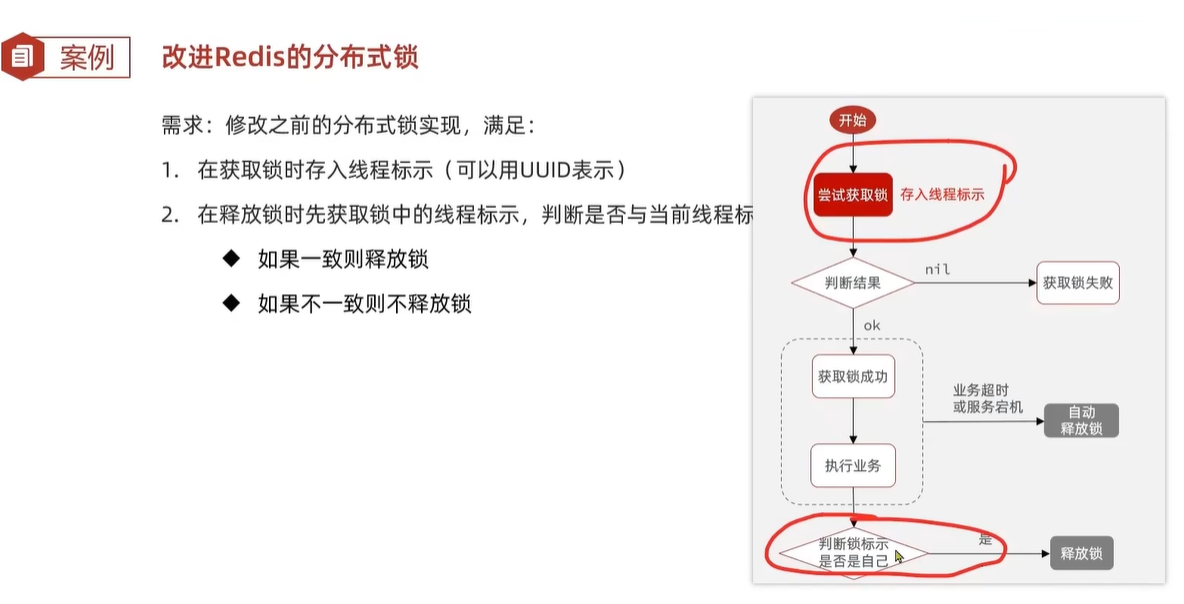 案例
改进Redis的分布式锁
需求：修改之前的分布式锁实现，满足：
1. 在获取锁时存入线程标示（可以用UUID表示）
2. 在释放锁时先获取锁中的线程标示，判断是否与当前线程标
◆ 如果一致则释放锁
◆ 如果不一致则不释放锁
开始
尝试获取锁
存入线程标示
判断结果
nil
获取锁失败
ok
获取锁成功
业务超时
或服务宕机
自动
释放锁
执行业务
判断锁标示
是否是自己
是
释放锁